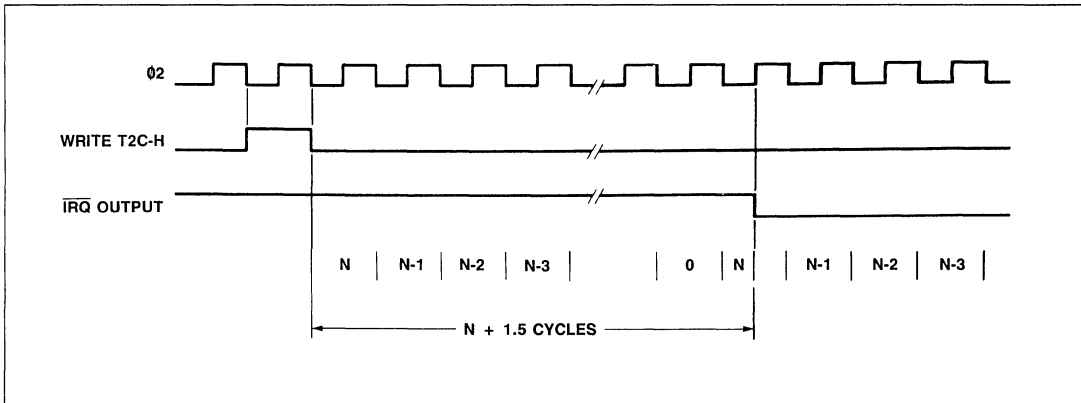 ϕ2
WRITE T2C-H
IRQ OUTPUT
N | N-1 | N-2 | N-3 | 0 | N | | N-1 | N-2 | N-3 |
N + 1.5 CYCLES